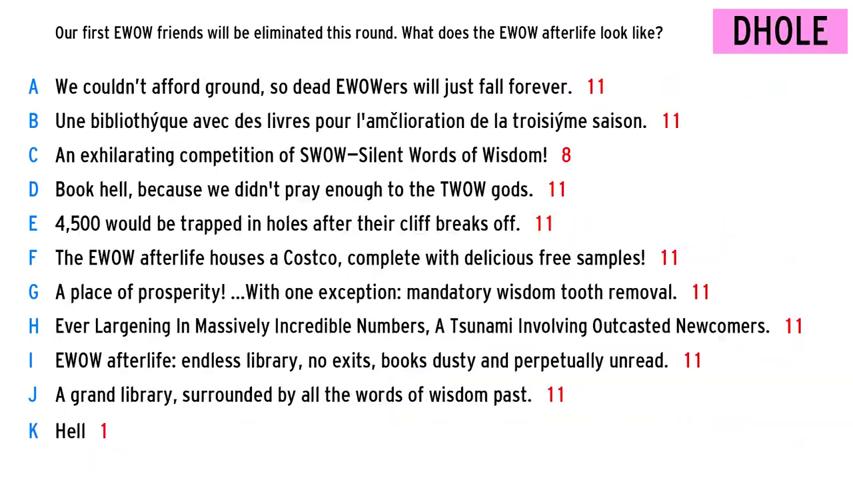 Our first EWOW friends will be eliminated this round. What does the EWOW afterlife look like?
DHOLE
A We couldn't afford ground, so dead EWOWers will just fall forever. 11
B Une bibliothýque avec des livres pour l'amčlioration de la troisiýme saison. 11
C An exhilarating competition of SWOW—Silent Words of Wisdom! 8
D Book hell, because we didn't pray enough to the TWOW gods. 11
E 4,500 would be trapped in holes after their cliff breaks off. 11
F The EWOW afterlife houses a Costco, complete with delicious free samples! 11
G A place of prosperity! ...With one exception: mandatory wisdom tooth removal. 11
H Ever Largening In Massively Incredible Numbers, A Tsunami Involving Outcasted Newcomers. 11
I EWOW afterlife: endless library, no exits, books dusty and perpetually unread. 11
J A grand library, surrounded by all the words of wisdom past. 11
K Hell 1